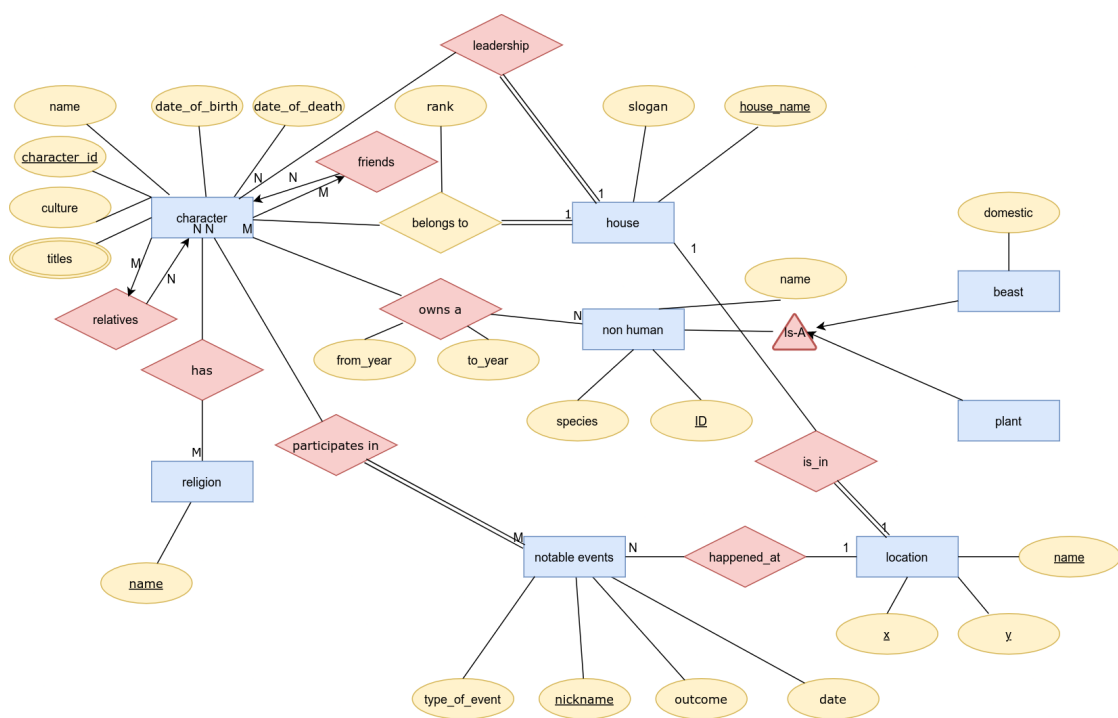 leadership
name
date_of_birth
date_of_death
rank
slogan
house_name
character_id
friends
N
N
M
culture
character
N N
M
belongs to
1
1
house
domestic
titles
M
N
1
name
beast
relatives
owns a
N
non human
Is-A
has
from_year
to_year
species
ID
plant
participates in
is_in
M
religion
M
1
notable events
N
happened_at
1
location
name
name
x
y
type_of_event
nickname
outcome
date